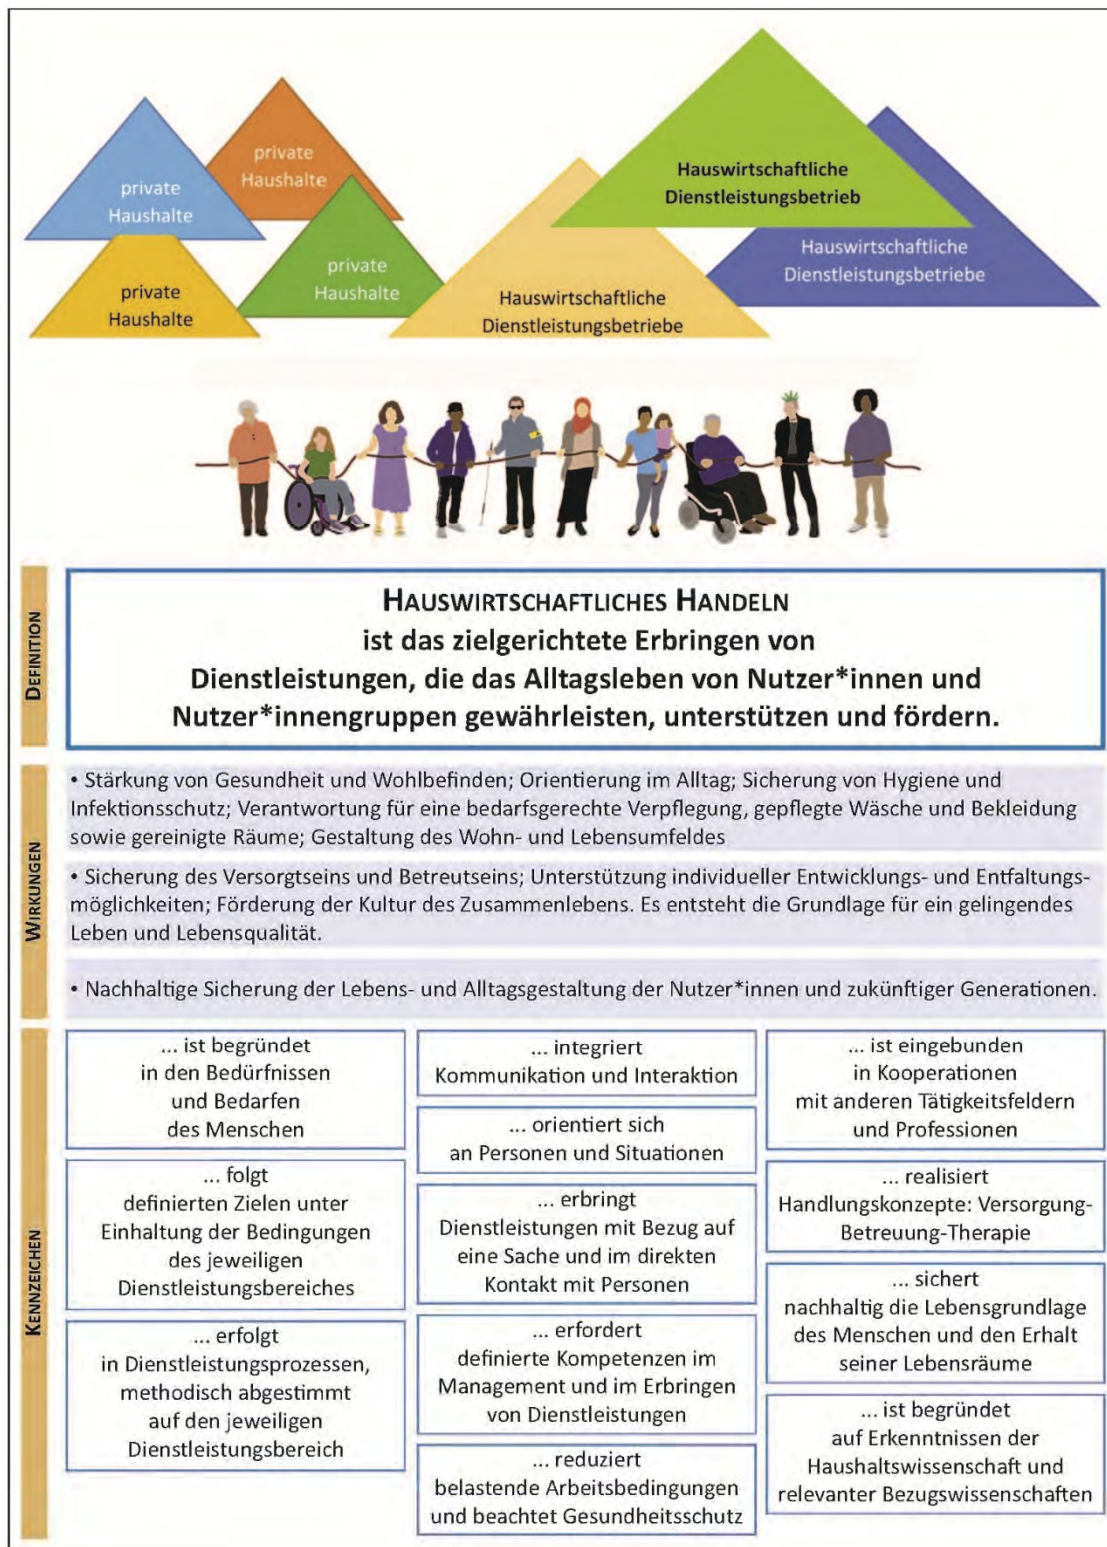 private
Haushalte
private
Haushalte
private
Haushalte
private
Haushalte
Hauswirtschaftliche
Dienstleistungsbetrieb
Hauswirtschaftliche
Dienstleistungsbetriebe
Hauswirtschaftliche
Dienstleistungsbetriebe
DEFINITION
HAUSWIRTSCHAFTLICHES HANDELN
ist das zielgerichtete Erbringen von
Dienstleistungen, die das Alltagsleben von Nutzer*innen und
Nutzer*innengruppen gewährleisten, unterstützen und fördern.
WIRKUNGEN
• Stärkung von Gesundheit und Wohlbefinden; Orientierung im Alltag; Sicherung von Hygiene und
Infektionsschutz; Verantwortung für eine bedarfsgerechte Verpflegung, gepflegte Wäsche und Bekleidung
sowie gereinigte Räume; Gestaltung des Wohn- und Lebensumfeldes
• Sicherung des Versorgtseins und Betreutseins; Unterstützung individueller Entwicklungs- und Entfaltungs-
möglichkeiten; Förderung der Kultur des Zusammenlebens. Es entsteht die Grundlage für ein gelingendes
Leben und Lebensqualität.
• Nachhaltige Sicherung der Lebens- und Alltagsgestaltung der Nutzer*innen und zukünftiger Generationen.
KENNZEICHEN
... ist begründet
in den Bedürfnissen
und Bedarfen
des Menschen
... folgt
definierten Zielen unter
Einhaltung der Bedingungen
des jeweiligen
Dienstleistungsbereiches
... erfolgt
in Dienstleistungsprozessen,
methodisch abgestimmt
auf den jeweiligen
Dienstleistungsbereich
... integriert
Kommunikation und Interaktion
... orientiert sich
an Personen und Situationen
... erbringt
Dienstleistungen mit Bezug auf
eine Sache und im direkten
Kontakt mit Personen
... erfordert
definierte Kompetenzen im
Management und im Erbringen
von Dienstleistungen
... reduziert
belastende Arbeitsbedingungen
und beachtet Gesundheitsschutz
... ist eingebunden
in Kooperationen
mit anderen Tätigkeitsfeldern
und Professionen
... realisiert
Handlungskonzepte: Versorgung-
Betreuung-Therapie
... sichert
nachhaltig die Lebensgrundlage
des Menschen und den Erhalt
seiner Lebensräume
... ist begründet
auf Erkenntnissen der
Haushaltswissenschaft und
relevanter Bezugswissenschaften